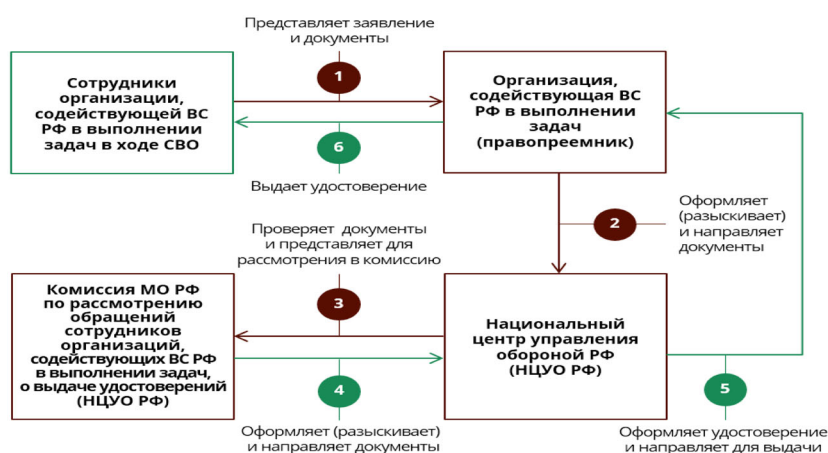 Представляет заявление
и документы
1
Сотрудники
организации,
содействующей ВС
РФ в выполнении
задач в ходе СВО
Организация,
содействующая ВС
РФ в выполнении
задач
(правопреемник)
6
Выдает удостоверение
2
Оформляет
(разыскивает)
и направляет
документы
Проверяет документы
и представляет для
рассмотрения в комиссию
3
Комиссия МО РФ
по рассмотрению
обращений
сотрудников
организаций,
содействующих ВС РФ
в выполнении задач,
о выдаче удостоверений
(НЦУО РФ)
Национальный
центр управления
обороной РФ
(НЦУО РФ)
4
Оформляет (разыскивает)
и направляет документы
5
Оформляет удостоверение
и направляет для выдачи